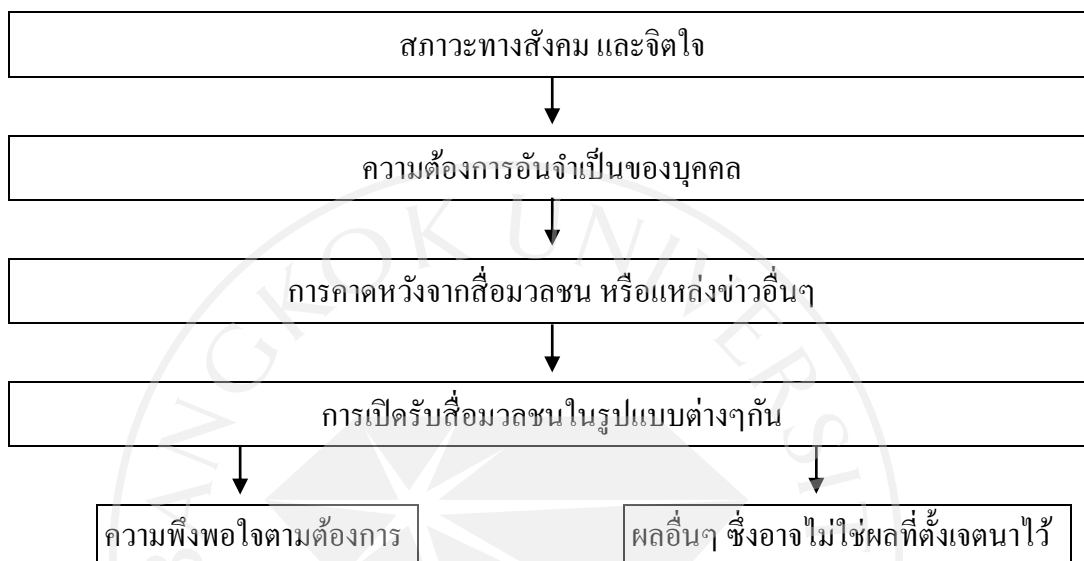 สภาวะทางสังคม และจิตใจ
ความต้องการอันจำเป็นของบุคคล
การคาดหวังจากสื่อมวลชน หรือแหล่งข่าวอื่นๆ
การเปิดรับสื่อมวลชนในรูปแบบต่างๆกัน
ความพึงพอใจตามต้องการ
ผลอื่นๆ ซึ่งอาจไม่ใช่ผลที่ตั้งเจตนาไว้
BANGKOK UNIVERSIT